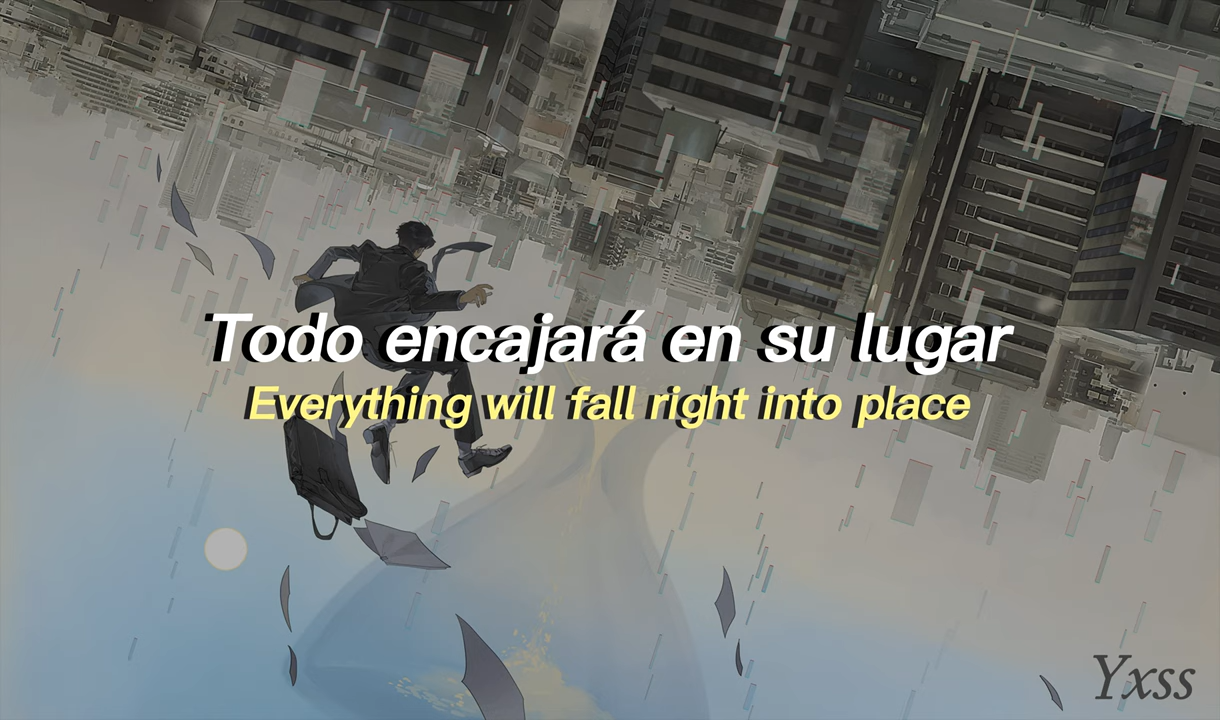 Todo encajará en su lugar
Everything will fall right into place
Yxss